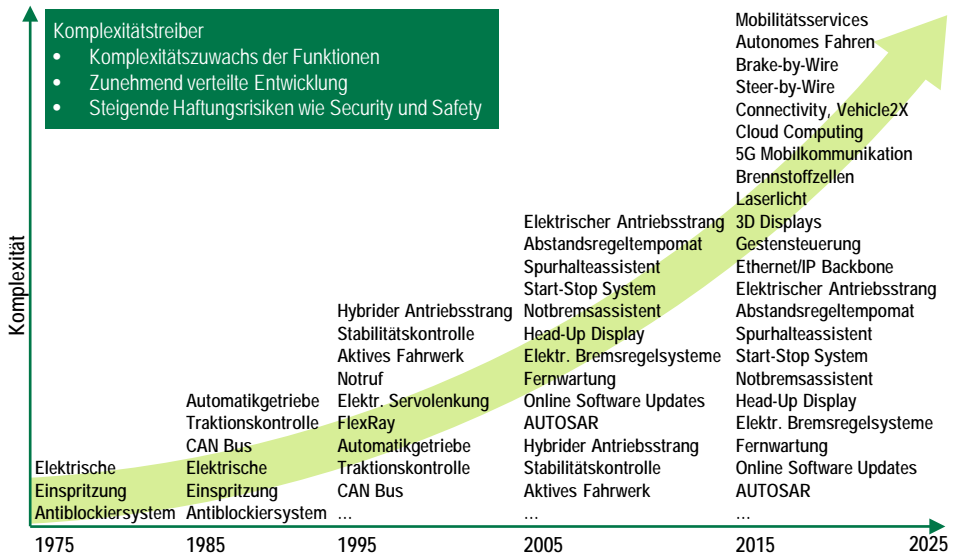 Komplexitätstreiber
• Komplexitätszuwachs der Funktionen
• Zunehmend verteilte Entwicklung
• Steigende Haftungsrisiken wie Security und Safety
Komplexität
Elektrische
Einspritzung
Antiblockiersystem
1975
Automatikgetriebe
Traktionskontrolle
CAN Bus
Elektrische
Einspritzung
Antiblockiersystem
1985
Hybrider Antriebsstrang
Stabilitätskontrolle
Aktives Fahrwerk
Notruf
Elektr. Servolenkung
FlexRay
Automatikgetriebe
Traktionskontrolle
CAN Bus
...
1995
Elektrischer Antriebsstrang
Abstandsregeltempomat
Spurhalteassistent
Start-Stop System
Notbremsassistent
Head-Up Display
Elektr. Bremsregelsysteme
Fernwartung
Online Software Updates
AUTOSAR
Hybrider Antriebsstrang
Stabilitätskontrolle
Aktives Fahrwerk
...
2005
Mobilitätsservices
Autonomes Fahren
Brake-by-Wire
Steer-by-Wire
Connectivity, Vehicle2X
Cloud Computing
5G Mobilkommunikation
Brennstoffzellen
Laserlicht
3D Displays
Gestensteuerung
Ethernet/IP Backbone
Elektrischer Antriebsstrang
Abstandsregeltempomat
Spurhalteassistent
Start-Stop System
Notbremsassistent
Head-Up Display
Elektr. Bremsregelsysteme
Fernwartung
Online Software Updates
AUTOSAR
...
2015
2025